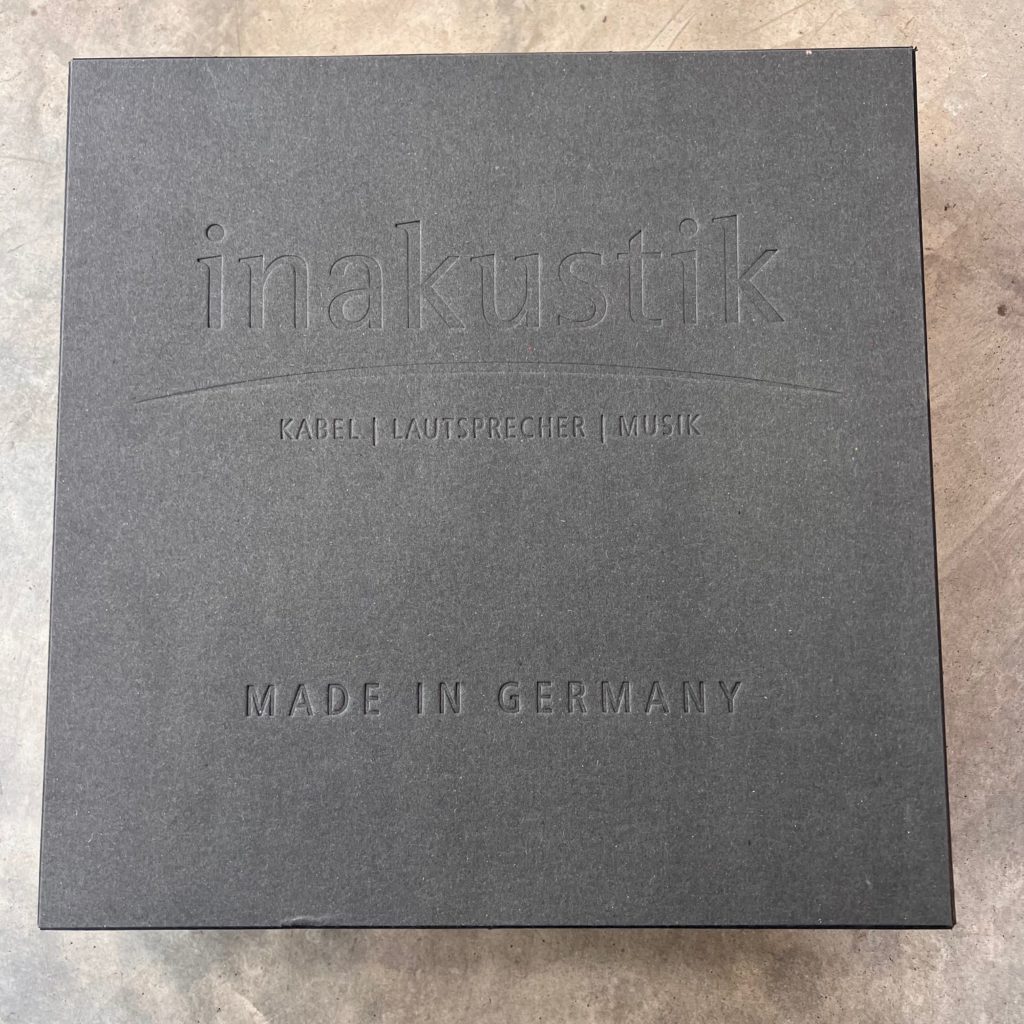 inakustik
KABEL | LAUTSPRECHER | MUSIK
MADE IN GERMANY